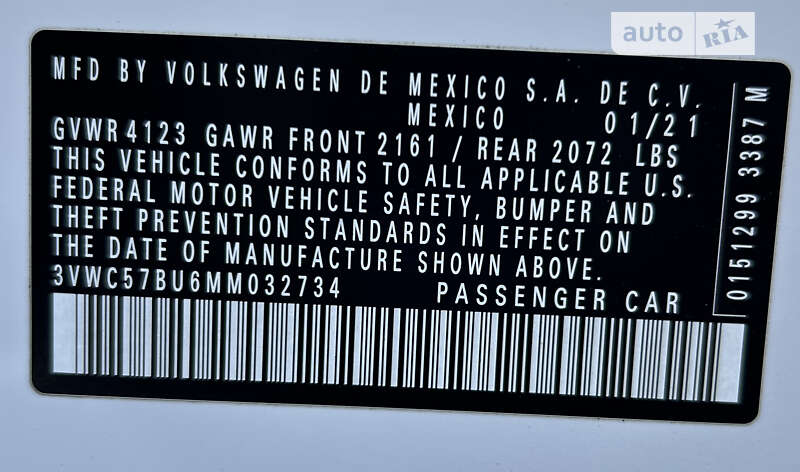 auto RIA
MFD BY VOLKSWAGEN DE MEXICO S.A. DE C.V.
MEXICO 01/21
GVWR 4123 GAWR FRONT 2161 / REAR 2072 LBS
THIS VEHICLE CONFORMS TO ALL APPLICABLE U.S.
FEDERAL MOTOR VEHICLE SAFETY, BUMPER AND
THEFT PREVENTION STANDARDS IN EFFECT ON
THE DATE OF MANUFACTURE SHOWN ABOVE.
3VWC57BU6MM032734 PASSENGER CAR
0151299 3387 M